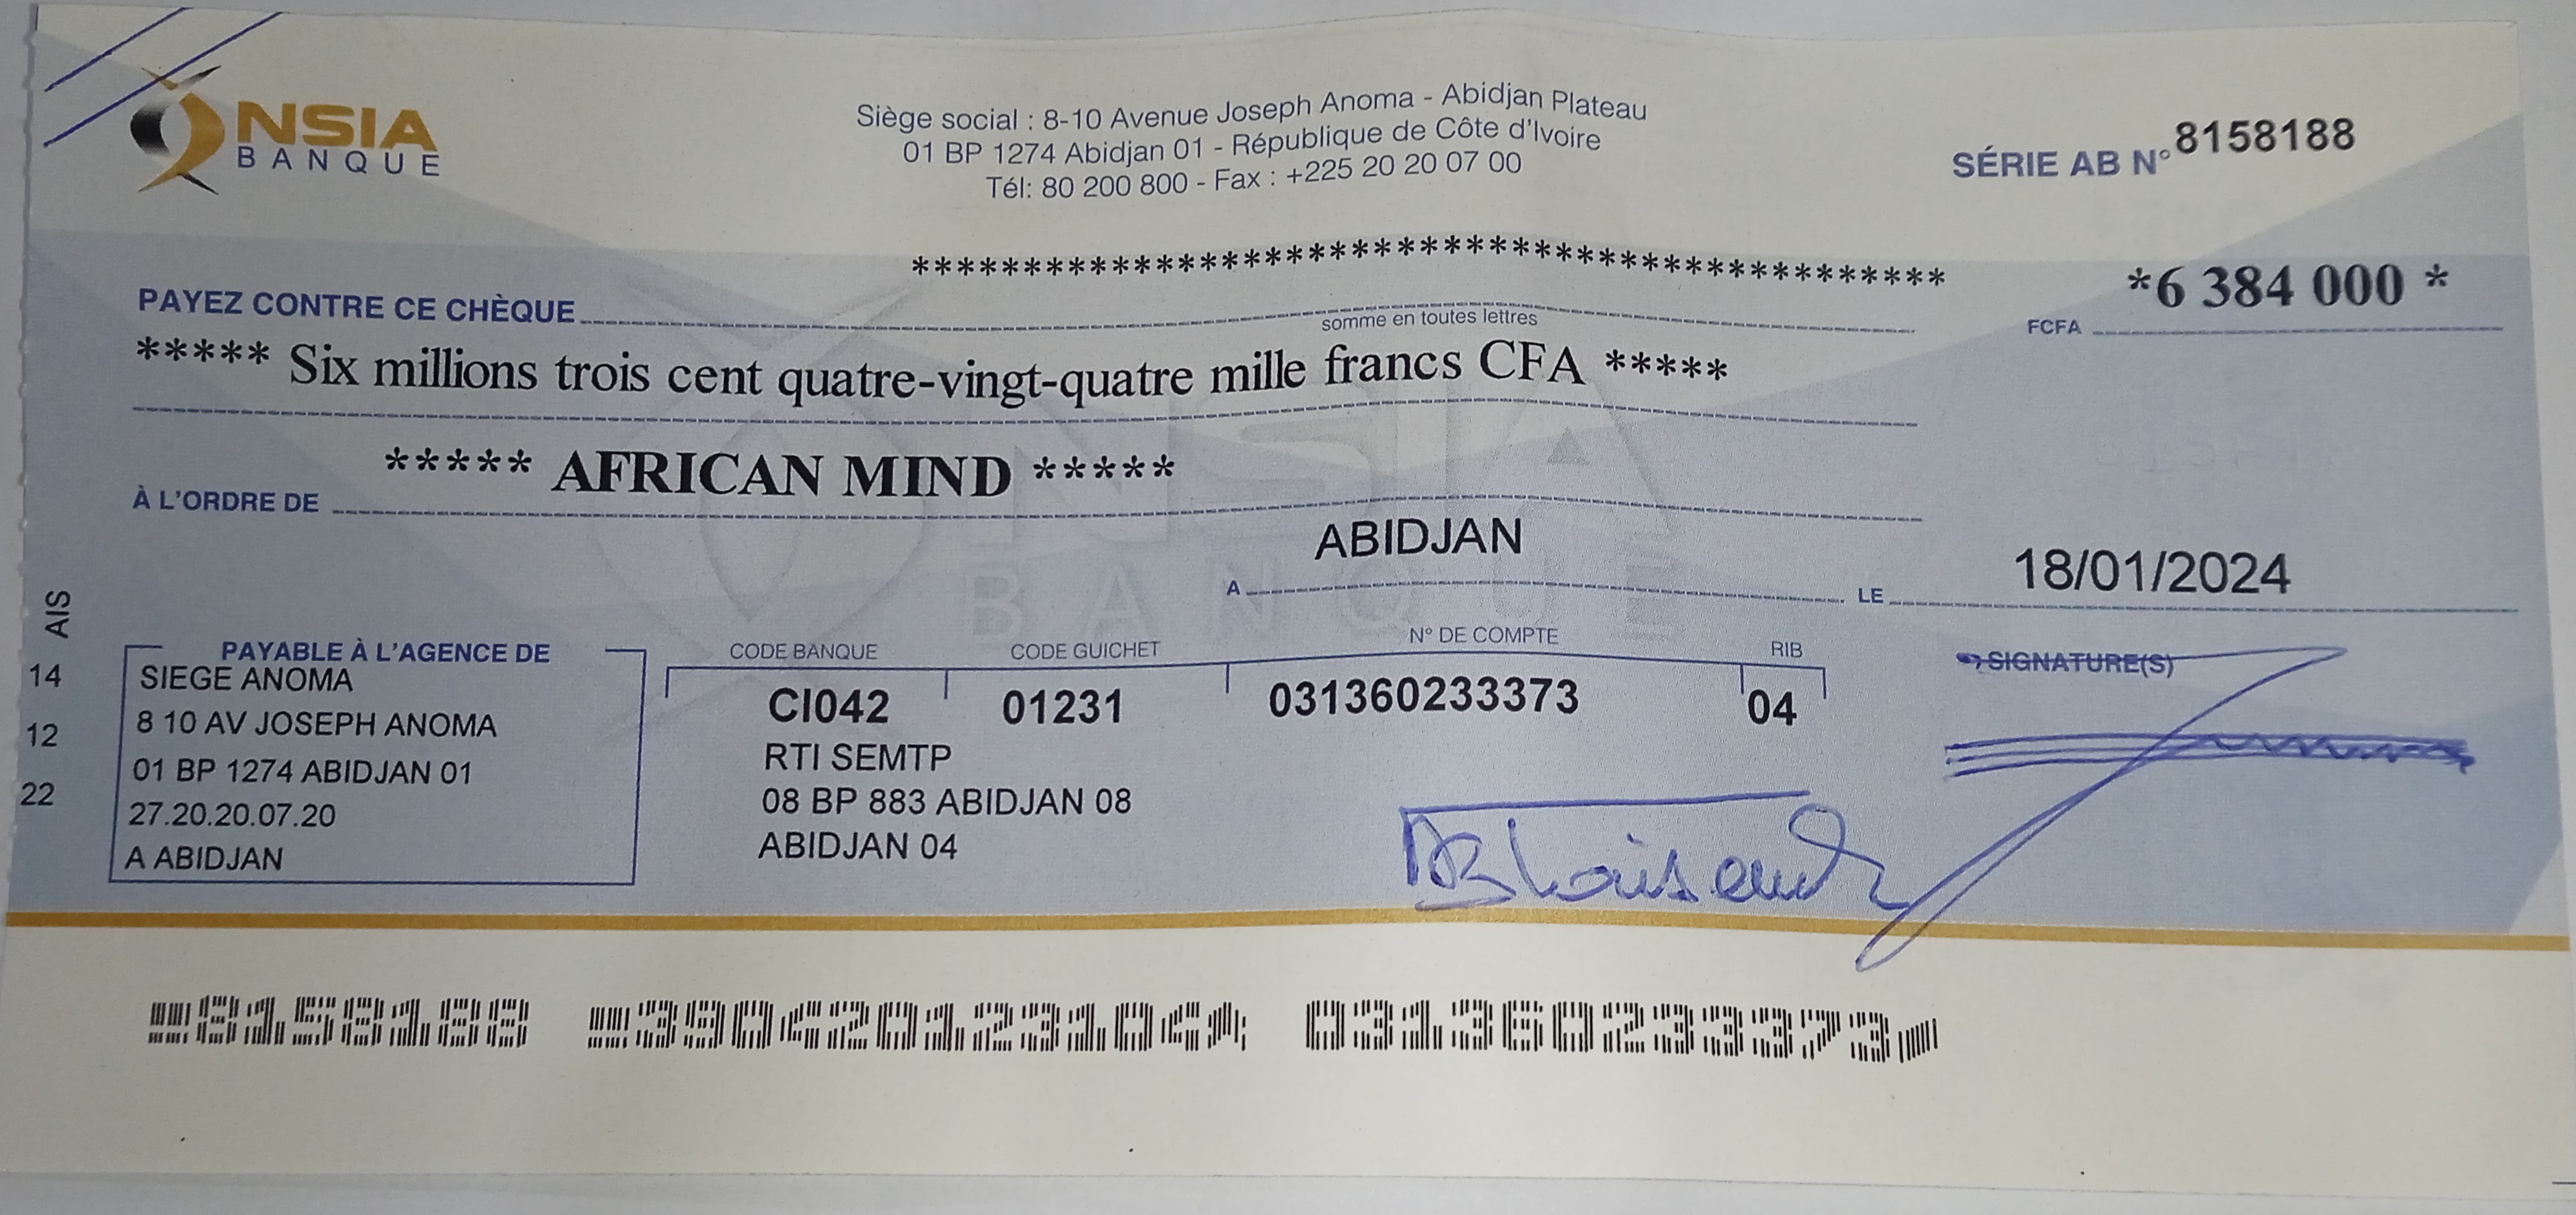 NSIA
BANQUE
Siège social : 8-10 Avenue Joseph Anoma - Abidjan Plateau
01 BP 1274 Abidjan 01 - République de Côte d'Ivoire
Tél: 80 200 800 - Fax : +225 20 20 07 00
SÉRIE AB N° 8158188
**********************************************
PAYEZ CONTRE CE CHÈQUE
somme en toutes lettres
FCFA *6 384 000 *
***** Six millions trois cent quatre-vingt-quatre mille francs CFA *****
À L'ORDRE DE ***** AFRICAN MIND *****
A ABIDJAN LE 18/01/2024
AIS
14
12
22
PAYABLE À L'AGENCE DE
SIEGE ANOMA
8 10 AV JOSEPH ANOMA
01 BP 1274 ABIDJAN 01
27.20.20.07.20
A ABIDJAN
CODE BANQUE CODE GUICHET N° DE COMPTE RIB
CI042 01231 031360233373 04
RTI SEMTP
08 BP 883 ABIDJAN 08
ABIDJAN 04
SIGNATURE(S)
NSIA
BANQUE
8158188 390420123104 031360233373